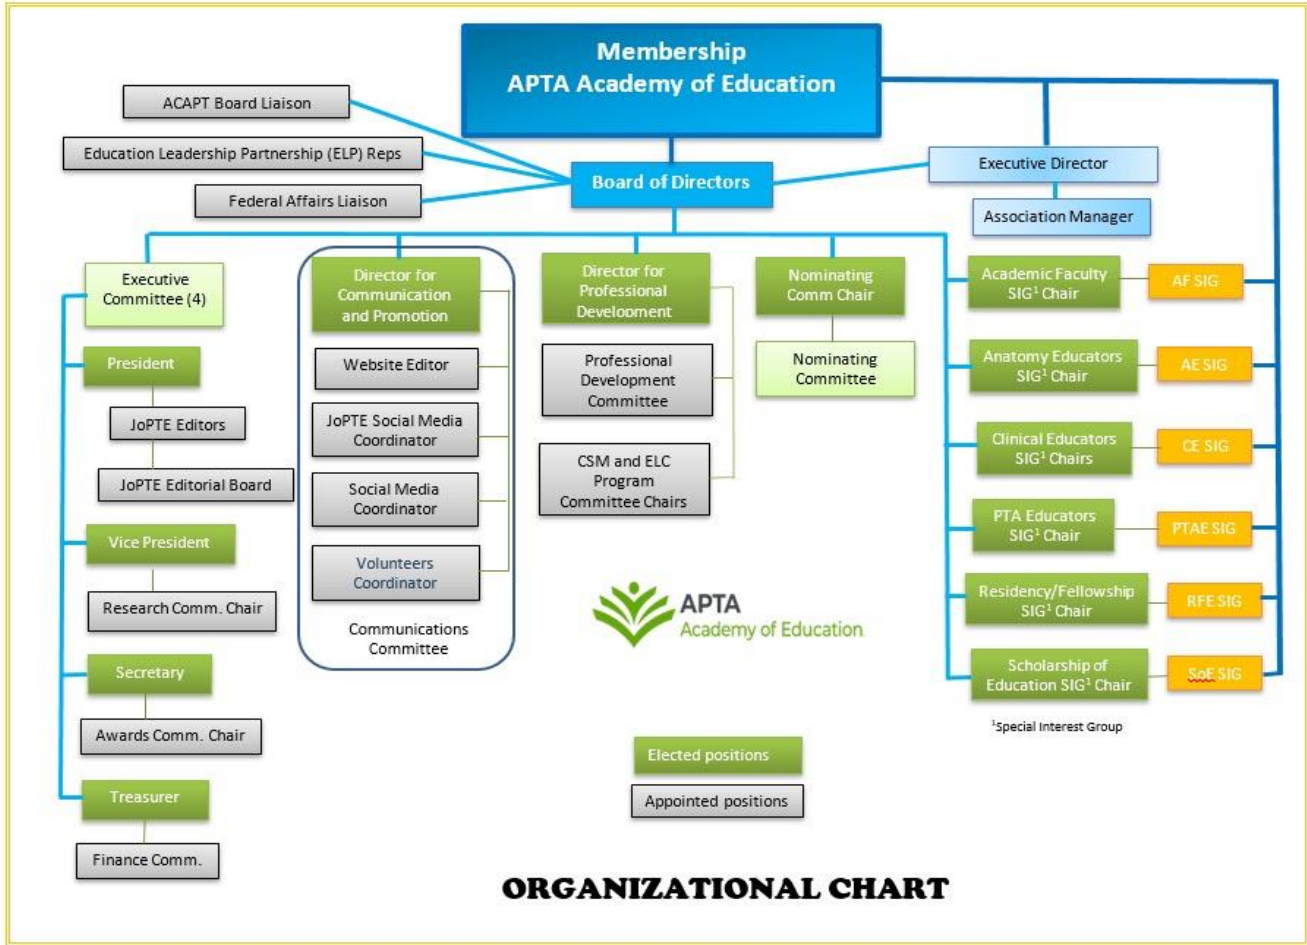 Membership
APTA Academy of Education
ACAPT Board Liaison
Education Leadership Partnership (ELP) Reps
Federal Affairs Liaison
Board of Directors
Executive Director
Association Manager
Executive
Committee (4)
President
JoPTE Editors
JoPTE Editorial Board
Vice President
Research Comm. Chair
Secretary
Awards Comm. Chair
Treasurer
Finance Comm.
Director for
Communication
and Promotion
Website Editor
JoPTE Social Media
Coordinator
Social Media
Coordinator
Volunteers
Coordinator
Communications
Committee
Director for
Professional
Development
Professional
Development
Committee
CSM and ELC
Program
Committee Chairs
Nominating
Comm Chair
Nominating
Committee
Academic Faculty
SIG¹ Chair
AF SIG
Anatomy Educators
SIG¹ Chair
AE SIG
Clinical Educators
SIG¹ Chairs
CE SIG
PTA Educators
SIG¹ Chair
PTAE SIG
Residency/Fellowship
SIG¹ Chair
RFE SIG
Scholarship of
Education SIG¹ Chair
SoE SIG
¹Special Interest Group
APTA
Academy of Education
Elected positions
Appointed positions
ORGANIZATIONAL CHART